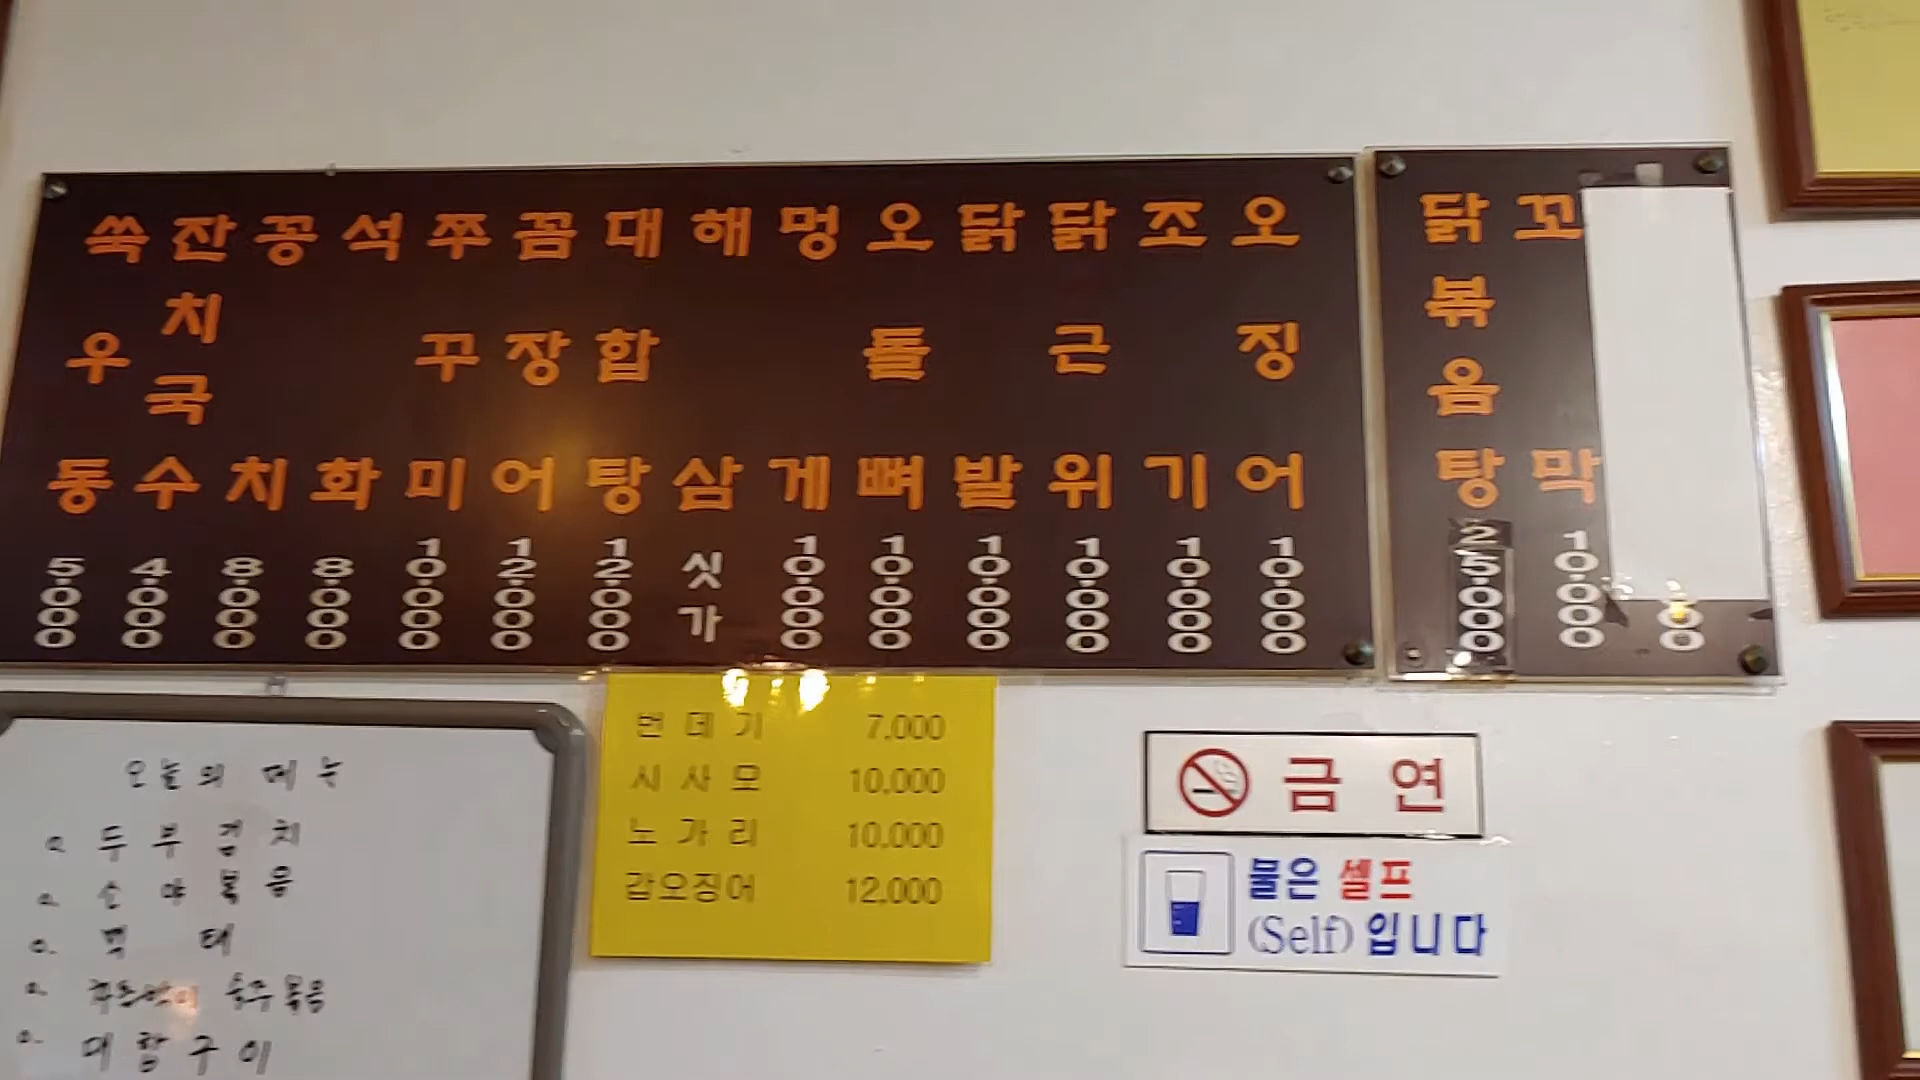 쑥우동 5.000
잔치국수 4.000
꽁치 8.000
석화 8.000
쭈꾸미 10.000
꼼장어 12.000
대합탕 12.000
해삼 싯가
멍게 10.000
오돌뼈 10.000
닭발 10.000
닭근위 10.000
조기 10.000
오징어 10.000
닭볶음탕 25.000
꼬막 10.000
번데기 7,000
시사모 10,000
노가리 10,000
갑오징어 12,000
금연
물은 셀프
(Self)입니다
오늘의 메뉴
o. 두부김치
o. 소야볶음
o. 먹태
o. 숙주볶음
o. 대합구이